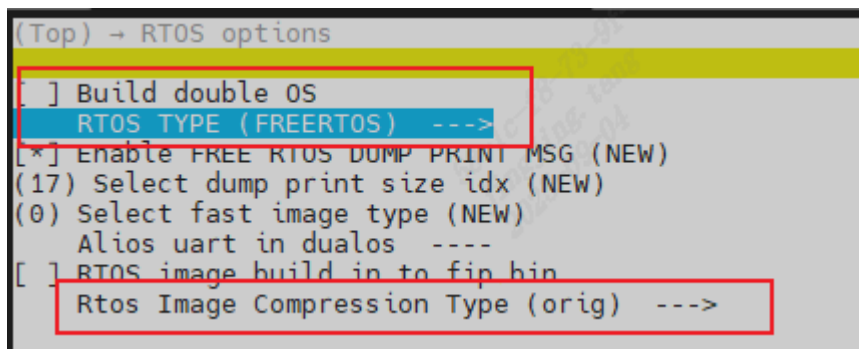 (Top) → RTOS options
[ ] Build double OS
RTOS TYPE (FREERTOS) --->
[*] Enable FREE RTOS DUMP PRINT MSG (NEW)
(17) Select dump print size idx (NEW)
(0) Select fast image type (NEW)
Alios uart in dualos ----
[ ] RTOS image build in to fip bin
Rtos Image Compression Type (orig) --->